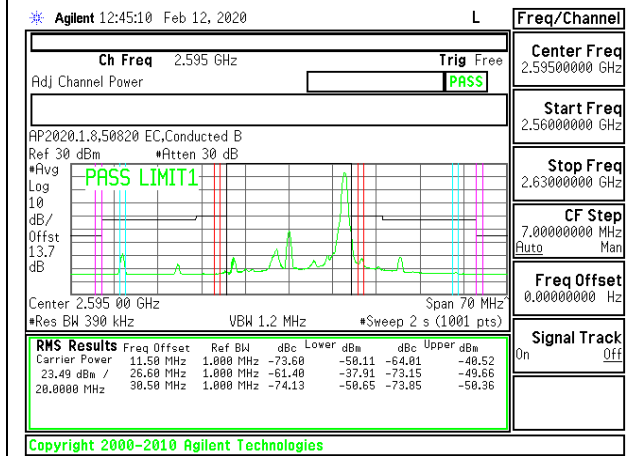 Agilent 12:45:10 Feb 12, 2020 L
Ch Freq 2.595 GHz Trig Free
Adj Channel Power PASS
AP2020.1.8,50820 EC,Conducted B
Ref 30 dBm #Atten 30 dB
#Avg
Log
10
dB/
Offst
13.7
dB
PASS LIMIT1
Center 2.595 00 GHz Span 70 MHz
#Res BW 390 kHz VBW 1.2 MHz #Sweep 2 s (1001 pts)
RMS Results Freq Offset Ref BW dBc Lower dBm dBc Upper dBm
Carrier Power 11.50 MHz 1.000 MHz -73.60 -50.11 -64.01 -40.52
23.49 dBm / 26.60 MHz 1.000 MHz -61.40 -37.91 -73.15 -49.66
20.0000 MHz 30.50 MHz 1.000 MHz -74.13 -50.65 -73.85 -50.36
Copyright 2000-2010 Agilent Technologies
Freq/Channel
Center Freq
2.59500000 GHz
Start Freq
2.56000000 GHz
Stop Freq
2.63000000 GHz
CF Step
7.00000000 MHz
Auto Man
Freq Offset
0.00000000 Hz
Signal Track
On Off